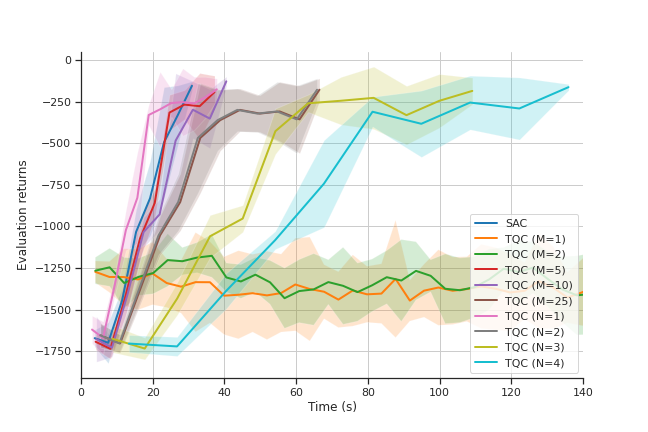 Evaluation returns
0
−250
−500
−750
−1000
−1250
−1500
−1750
0 20 40 60 80 100 120 140
Time (s)
SAC
TQC (M=1)
TQC (M=2)
TQC (M=5)
TQC (M=10)
TQC (M=25)
TQC (N=1)
TQC (N=2)
TQC (N=3)
TQC (N=4)